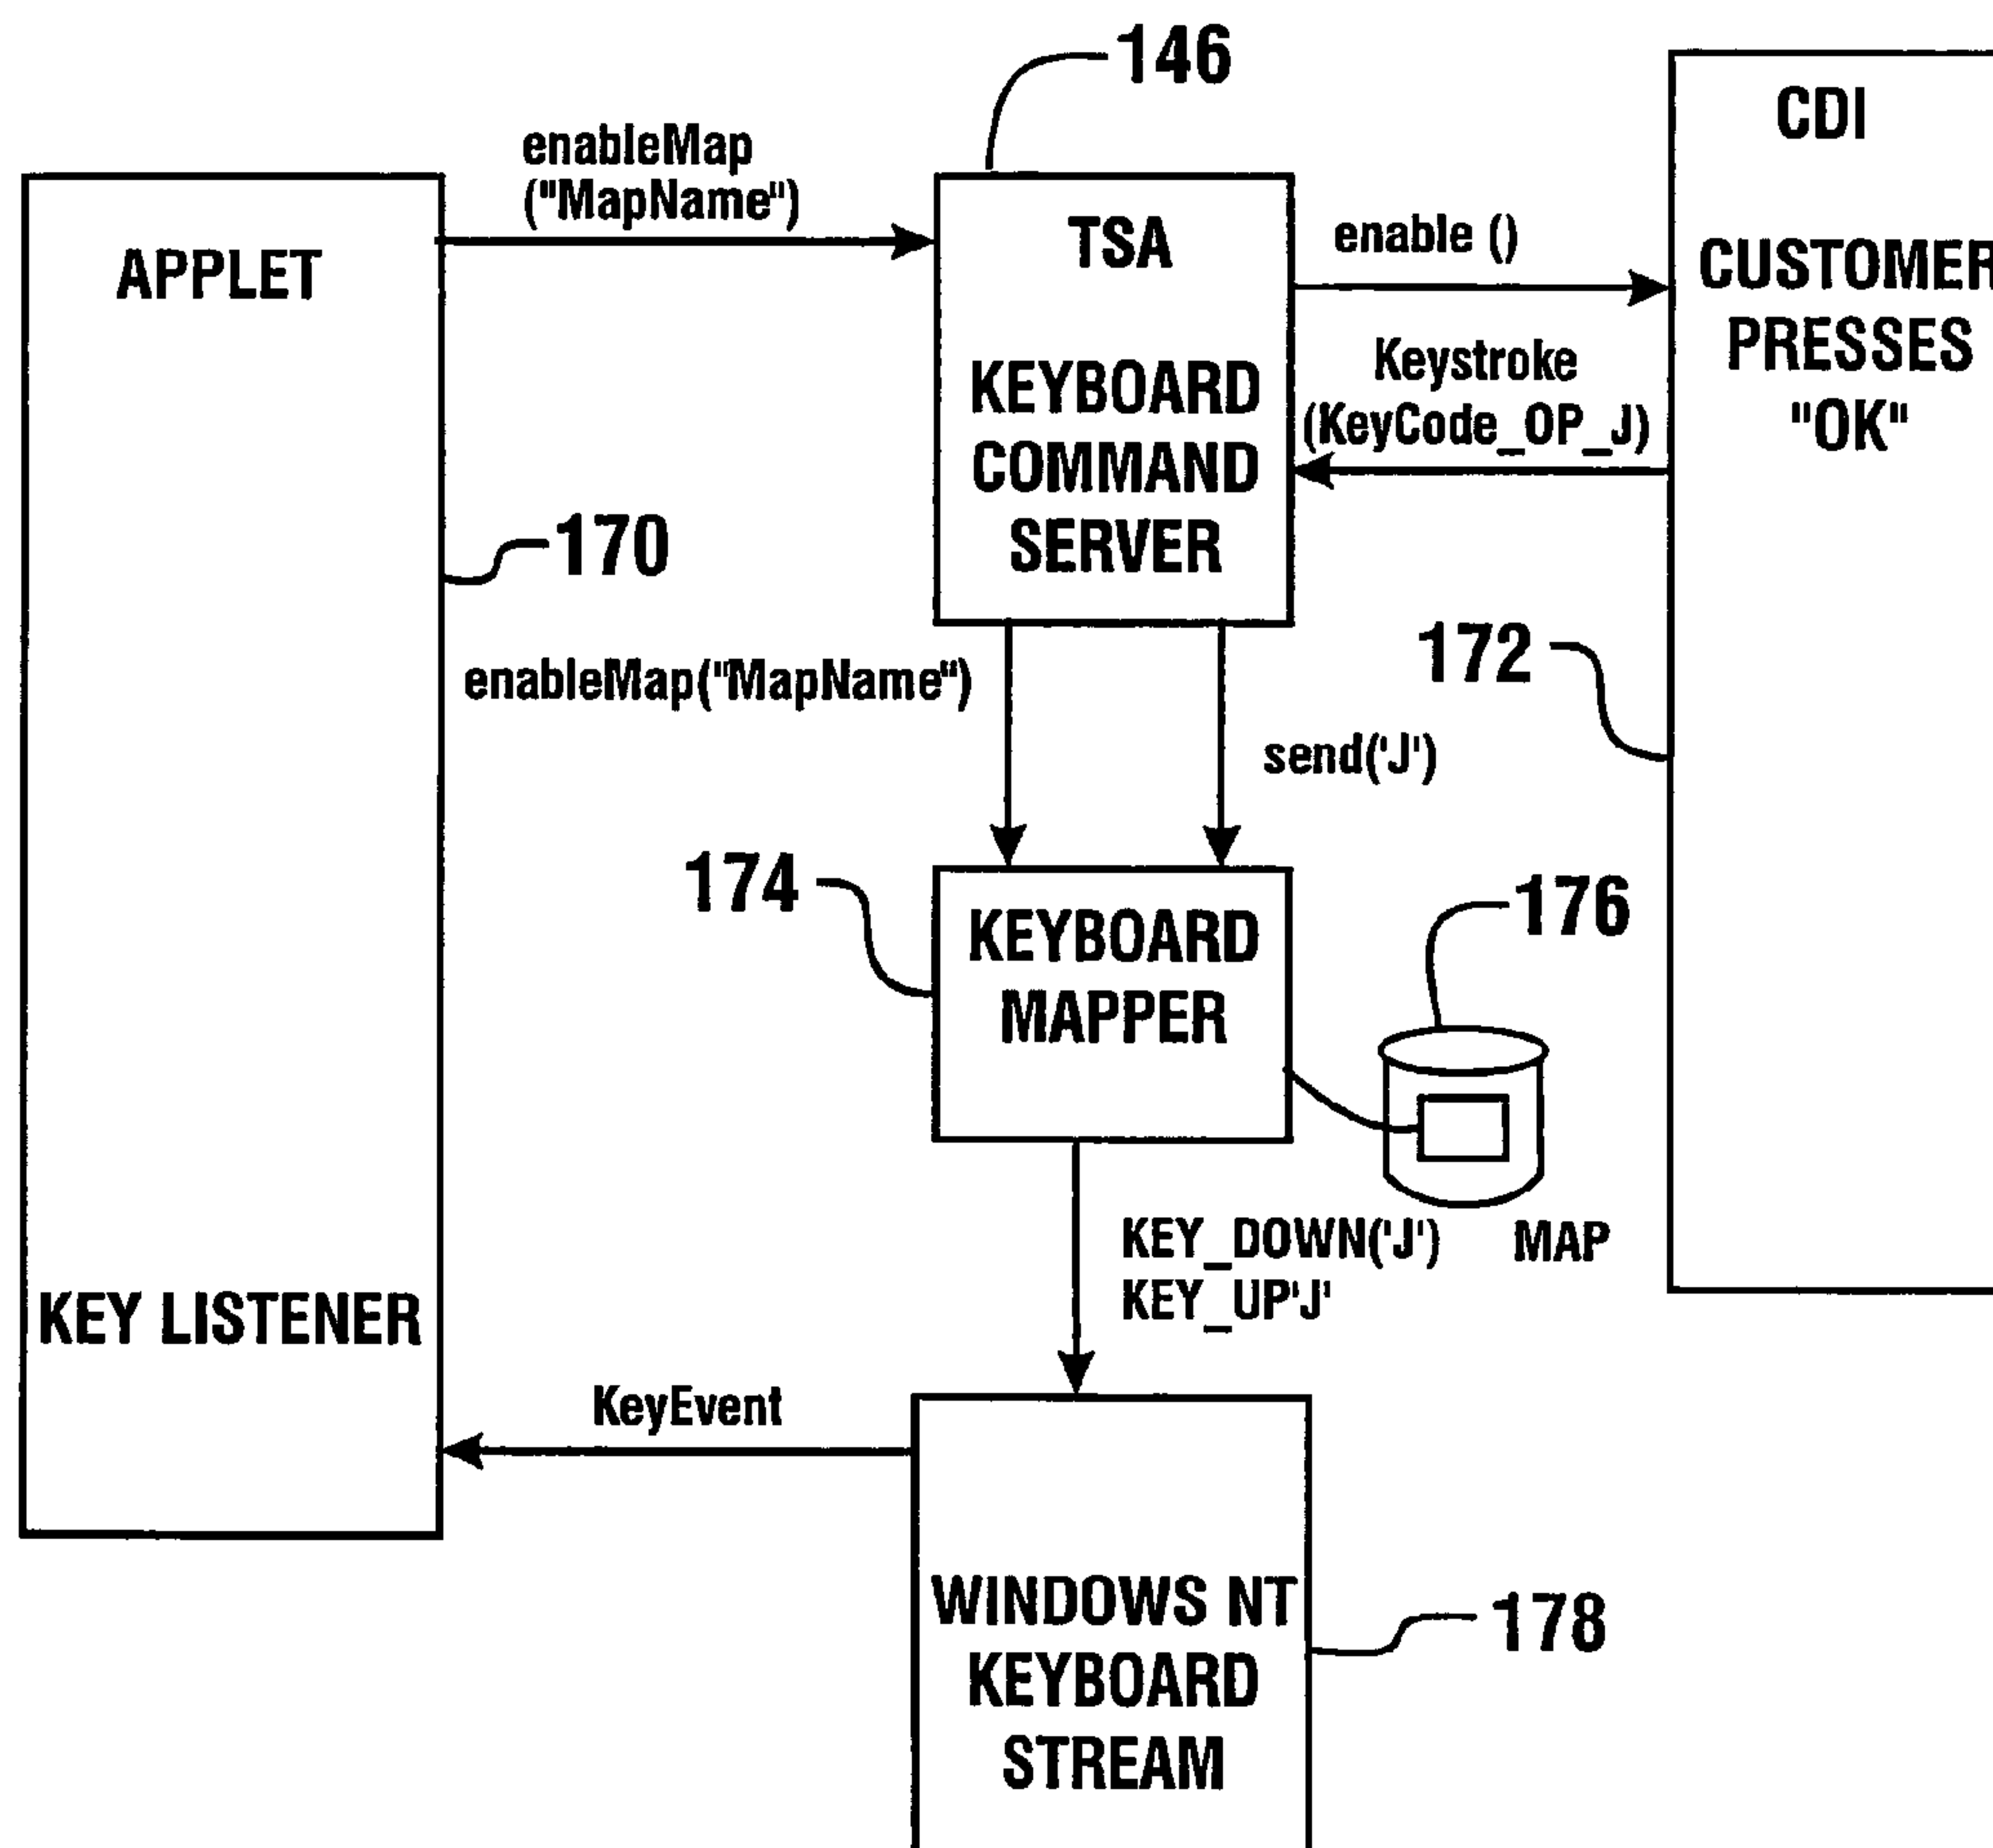 146
CDI
enableMap
("MapName")
APPLET
TSA
enable ()
CUSTOMER
PRESSES
"OK"
Keystroke
(KeyCode_OP_J)
KEYBOARD
COMMAND
SERVER
170
172
enableMap("MapName")
send('J')
174
176
KEYBOARD
MAPPER
KEY_DOWN('J')
KEY_UP'J'
MAP
KEY LISTENER
KeyEvent
WINDOWS NT
KEYBOARD
STREAM
178